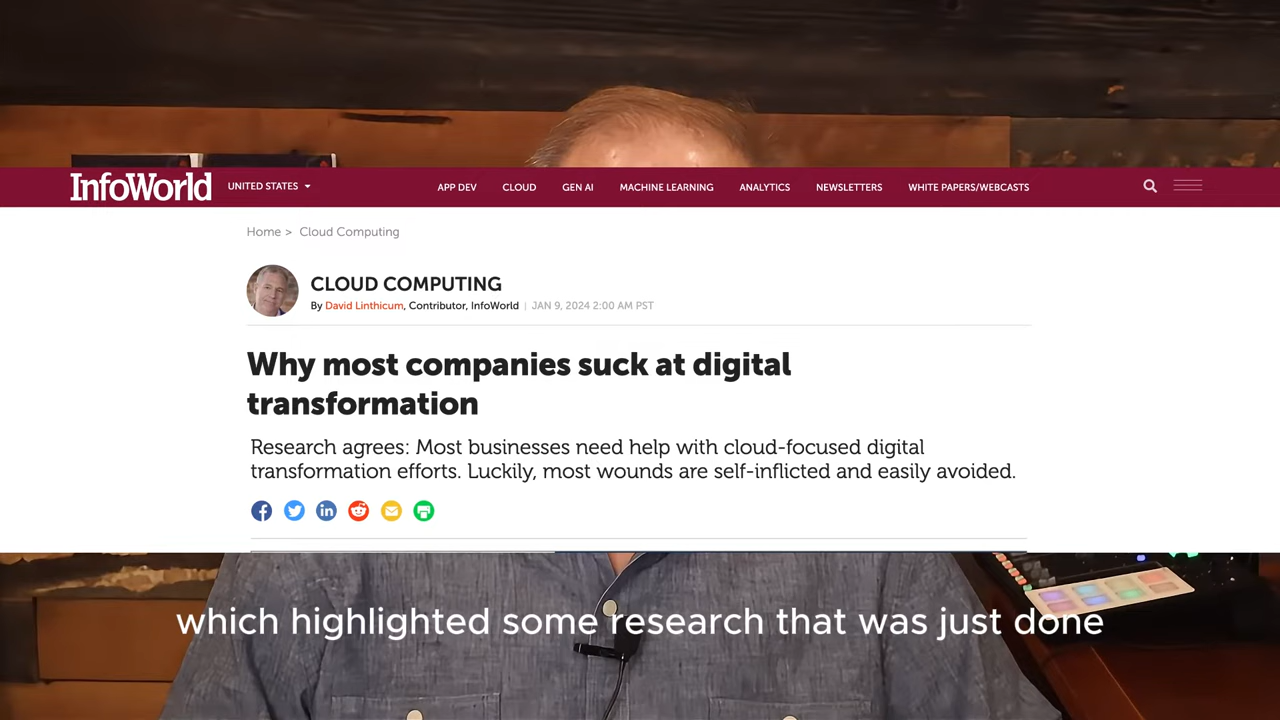 InfoWorld
UNITED STATES
APP DEV
CLOUD
GEN AI
MACHINE LEARNING
ANALYTICS
NEWSLETTERS
WHITE PAPERS/WEBCASTS
Home > Cloud Computing
CLOUD COMPUTING
By David Linthicum, Contributor, InfoWorld | JAN 9, 2024 2:00 AM PST
Why most companies suck at digital
transformation
Research agrees: Most businesses need help with cloud-focused digital
transformation efforts. Luckily, most wounds are self-inflicted and easily avoided.
which highlighted some research that was just done